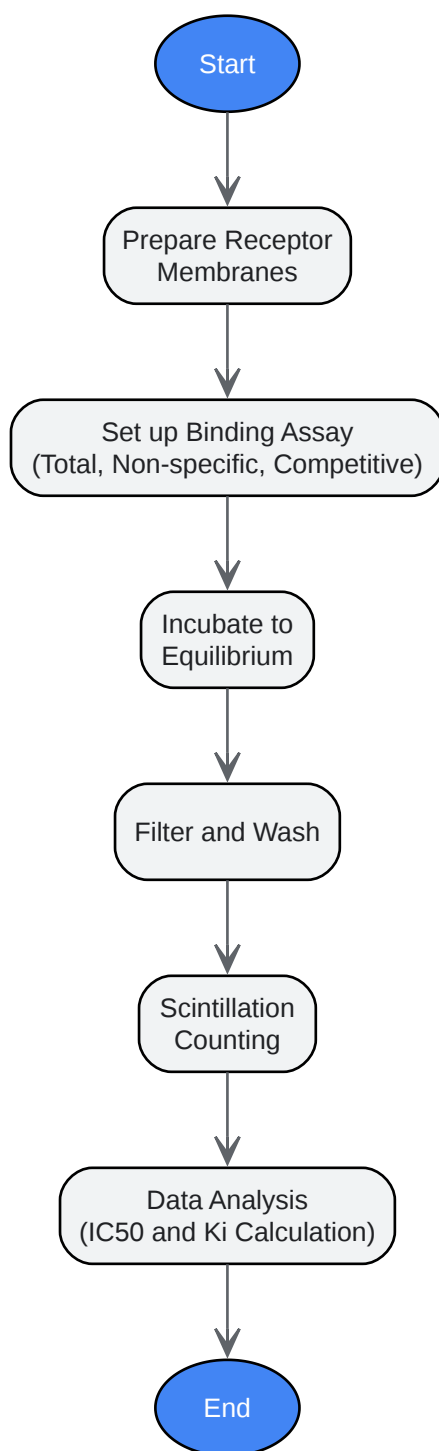 Start
Prepare Receptor
Membranes
Set up Binding Assay
(Total, Non-specific, Competitive)
Incubate to
Equilibrium
Filter and Wash
Scintillation
Counting
Data Analysis
(IC50 and Ki Calculation)
End